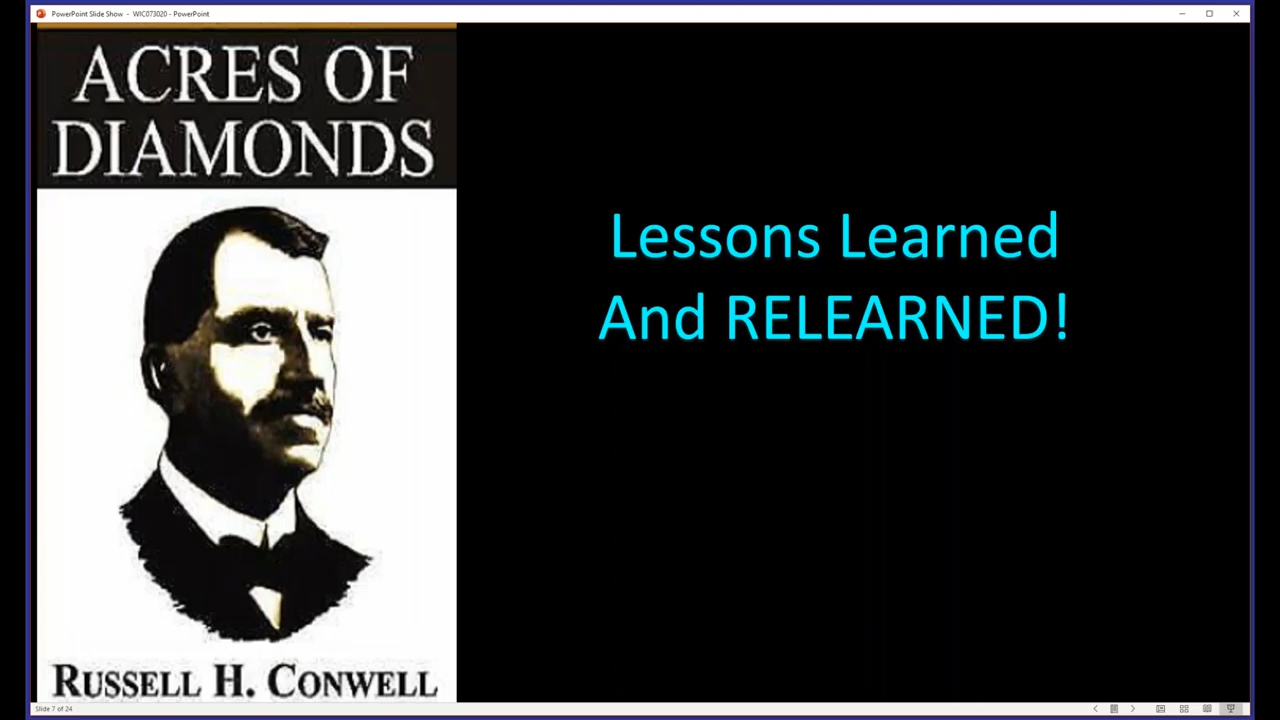 PowerPoint Slide Show - WIC073020 - PowerPoint
ACRES OF
DIAMONDS
RUSSELL H. CONWELL
Lessons Learned
And RELEARNED!
Slide 7 of 24